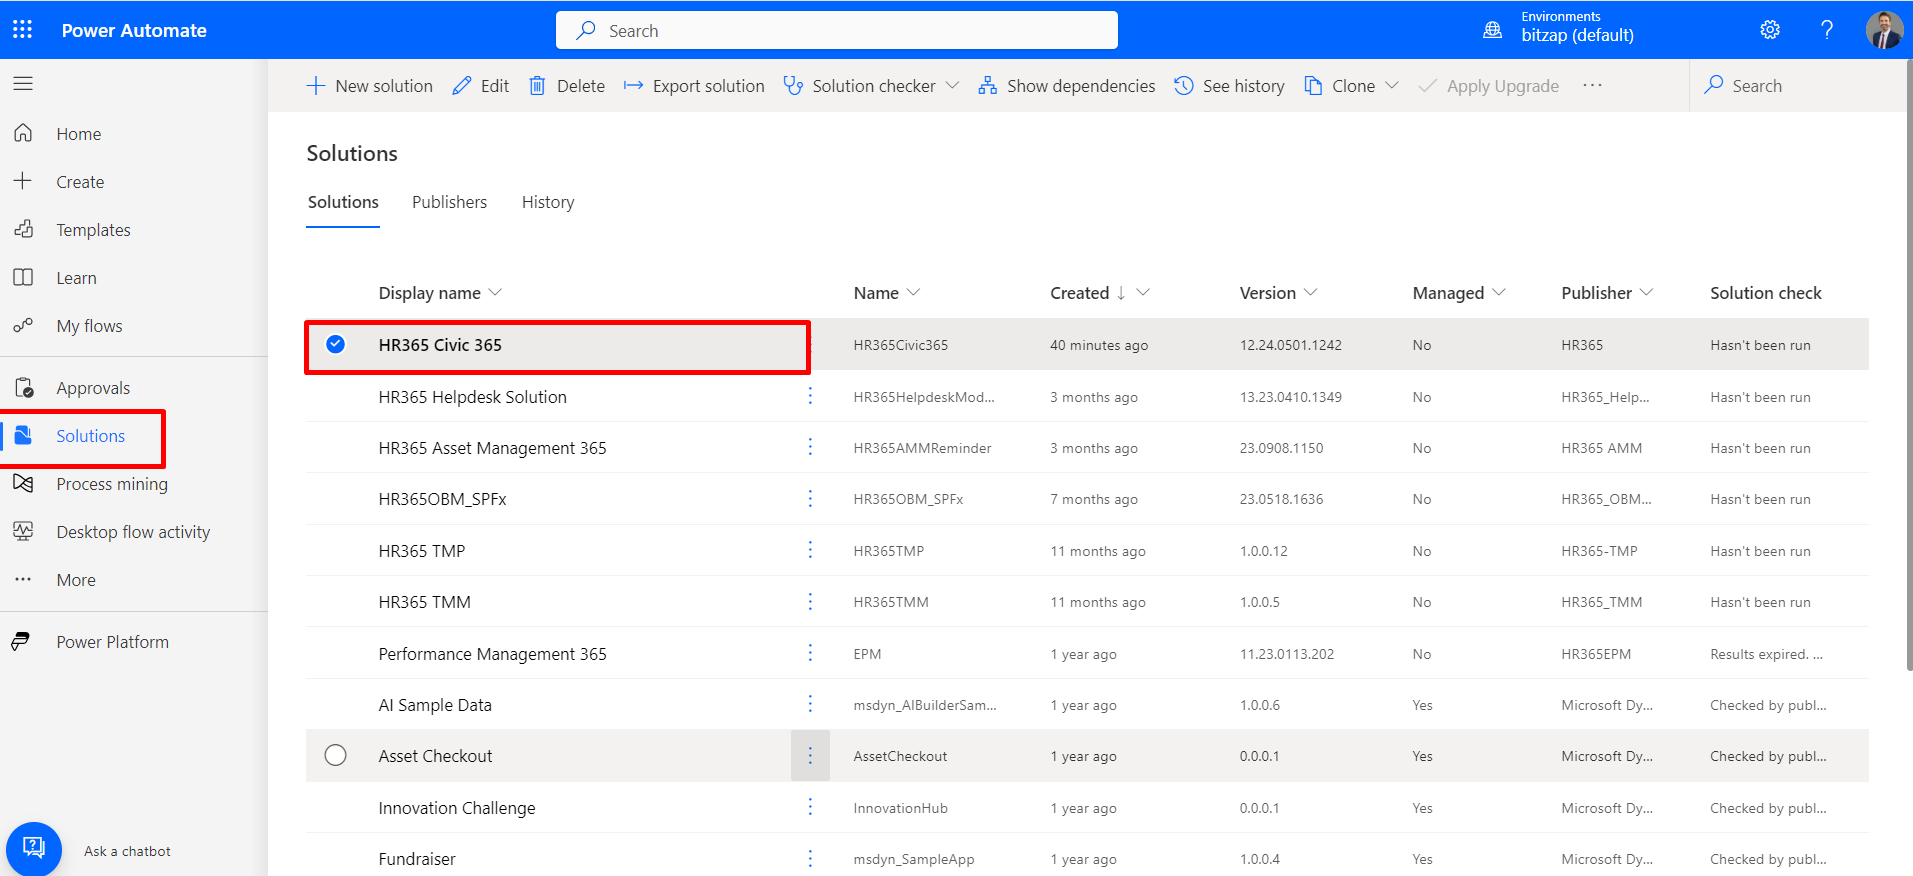 Power Automate
Search
Environments
bitzap (default)
New solution Edit Delete Export solution Solution checker Show dependencies See history Clone Apply Upgrade ··· Search
Home
Create
Templates
Learn
My flows
Approvals
Solutions
Process mining
Desktop flow activity
More
Power Platform
Ask a chatbot
Solutions
Solutions Publishers History
Display name Name Created ↓ Version Managed Publisher Solution check
HR365 Civic 365 HR365Civic365 40 minutes ago 12.24.0501.1242 No HR365 Hasn't been run
HR365 Helpdesk Solution HR365HelpdeskMod... 3 months ago 13.23.0410.1349 No HR365_Help... Hasn't been run
HR365 Asset Management 365 HR365AMMReminder 3 months ago 23.0908.1150 No HR365 AMM Hasn't been run
HR365OBM_SPFx HR365OBM_SPFx 7 months ago 23.0518.1636 No HR365_OBM... Hasn't been run
HR365 TMP HR365TMP 11 months ago 1.0.0.12 No HR365-TMP Hasn't been run
HR365 TMM HR365TMM 11 months ago 1.0.0.5 No HR365_TMM Hasn't been run
Performance Management 365 EPM 1 year ago 11.23.0113.202 No HR365EPM Results expired. ...
AI Sample Data msdyn_AIBuilderSam... 1 year ago 1.0.0.6 Yes Microsoft Dy... Checked by publ...
Asset Checkout AssetCheckout 1 year ago 0.0.0.1 Yes Microsoft Dy... Checked by publ...
Innovation Challenge InnovationHub 1 year ago 0.0.0.1 Yes Microsoft Dy... Checked by publ...
Fundraiser msdyn_SampleApp 1 year ago 1.0.0.4 Yes Microsoft Dy... Checked by publ...